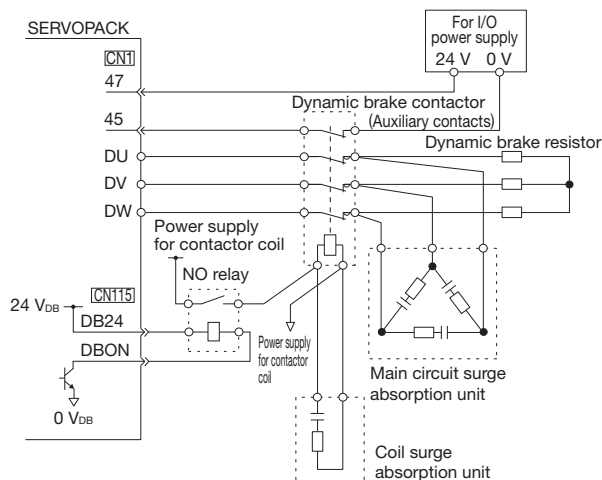 SERVOPACK
For I/O
power supply
24 V 0 V
CN1
47
45
Dynamic brake contactor
(Auxiliary contacts)
Dynamic brake resistor
DU
DV
DW
Power supply
for contactor coil
NO relay
CN115
24 VDB
DB24
DBON
0 VDB
Power supply
for contactor
coil
Main circuit surge
absorption unit
Coil surge
absorption unit